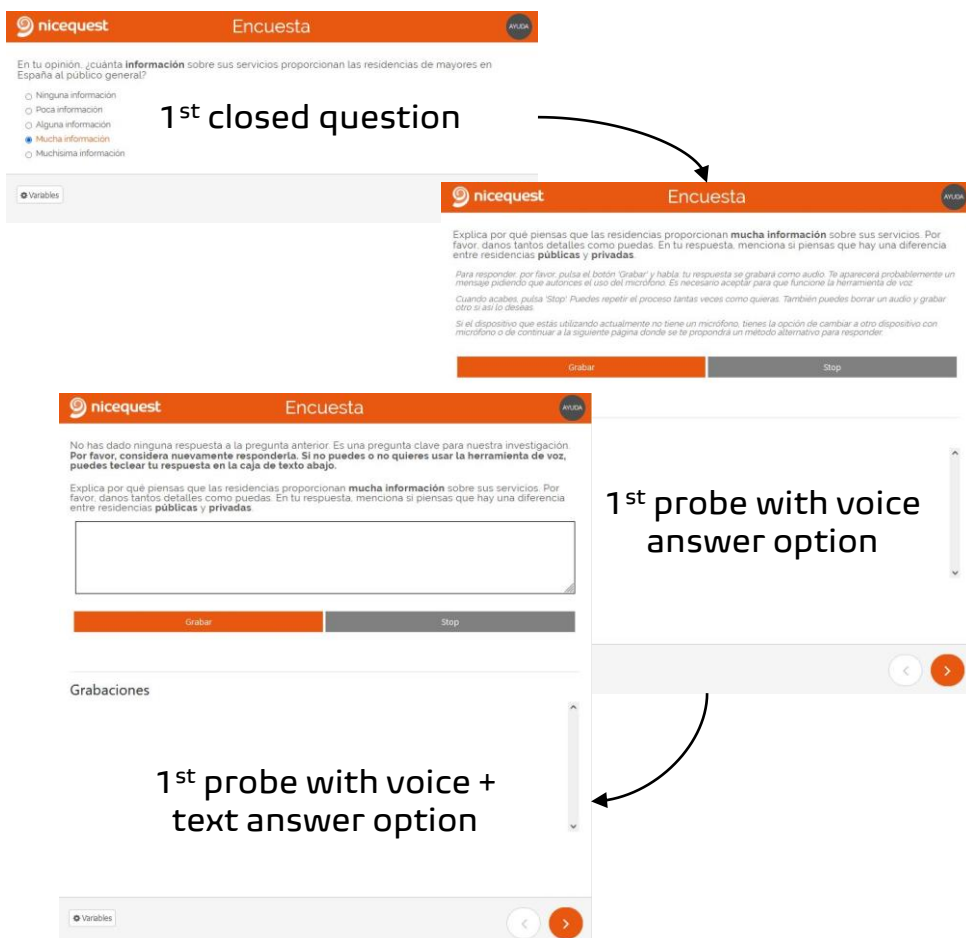 nicequest
Encuesta
AYUDA
En tu opinión, ¿cuánta información sobre sus servicios proporcionan las residencias de mayores en
España al público general?
Ninguna información
Poca información
Alguna información
Mucha información
Muchísima información
1st closed question
Variables
nicequest
Encuesta
AYUDA
Explica por qué piensas que las residencias proporcionan mucha información sobre sus servicios. Por
favor, danos tantos detalles como puedas. En tu respuesta, menciona si piensas que hay una diferencia
entre residencias públicas y privadas.
Para responder, por favor, pulsa el botón 'Grabar' y habla: tu respuesta se grabará como audio. Te aparecerá probablemente un
mensaje pidiendo que autorices el uso del micrófono. Es necesario aceptar para que funcione la herramienta de voz.
Cuando acabes, pulsa 'Stop'. Puedes repetir el proceso tantas veces como quieras. También puedes borrar un audio y grabar
otro si así lo deseas.
Si el dispositivo que estás utilizando actualmente no tiene un micrófono, tienes la opción de cambiar a otro dispositivo con
micrófono o de continuar a la siguiente página donde se te propondrá un método alternativo para responder.
Grabar
Stop
1st probe with voice
answer option
nicequest
Encuesta
AYUDA
No has dado ninguna respuesta a la pregunta anterior. Es una pregunta clave para nuestra investigación.
Por favor, considera nuevamente responderla. Si no puedes o no quieres usar la herramienta de voz,
puedes teclear tu respuesta en la caja de texto abajo.
Explica por qué piensas que las residencias proporcionan mucha información sobre sus servicios. Por
favor, danos tantos detalles como puedas. En tu respuesta, menciona si piensas que hay una diferencia
entre residencias públicas y privadas.
Grabar
Stop
Grabaciones
1st probe with voice +
text answer option
Variables